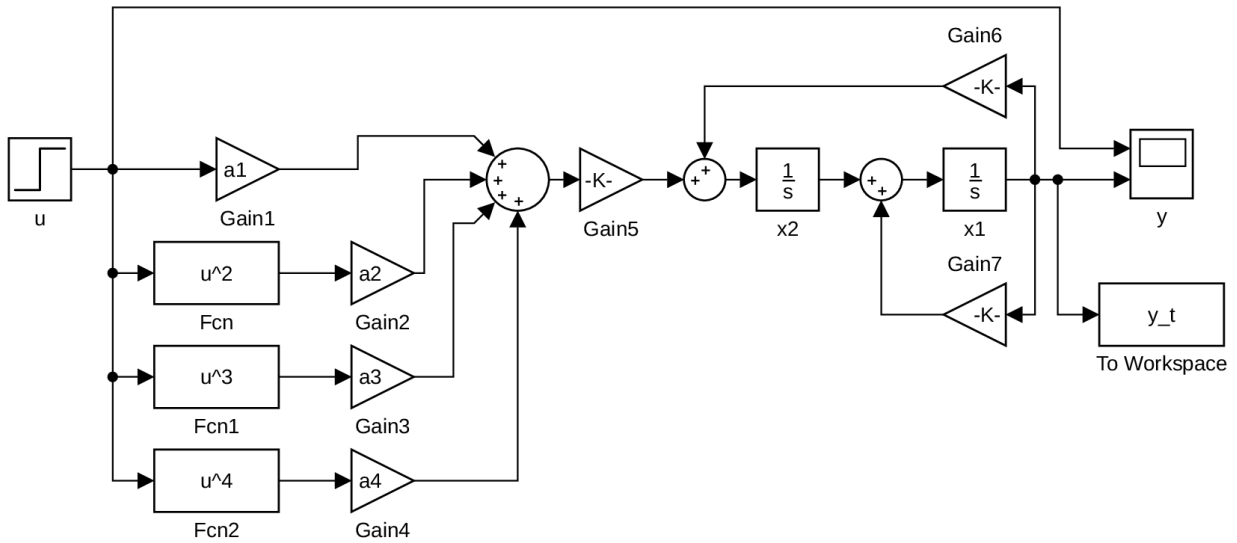 Gain6
-K-
u
a1
Gain1
+
+
+
+
-K-
Gain5
+
+
1
s
x2
+
+
1
s
x1
y
Gain7
-K-
u^2
Fcn
a2
Gain2
y_t
To Workspace
u^3
Fcn1
a3
Gain3
u^4
Fcn2
a4
Gain4